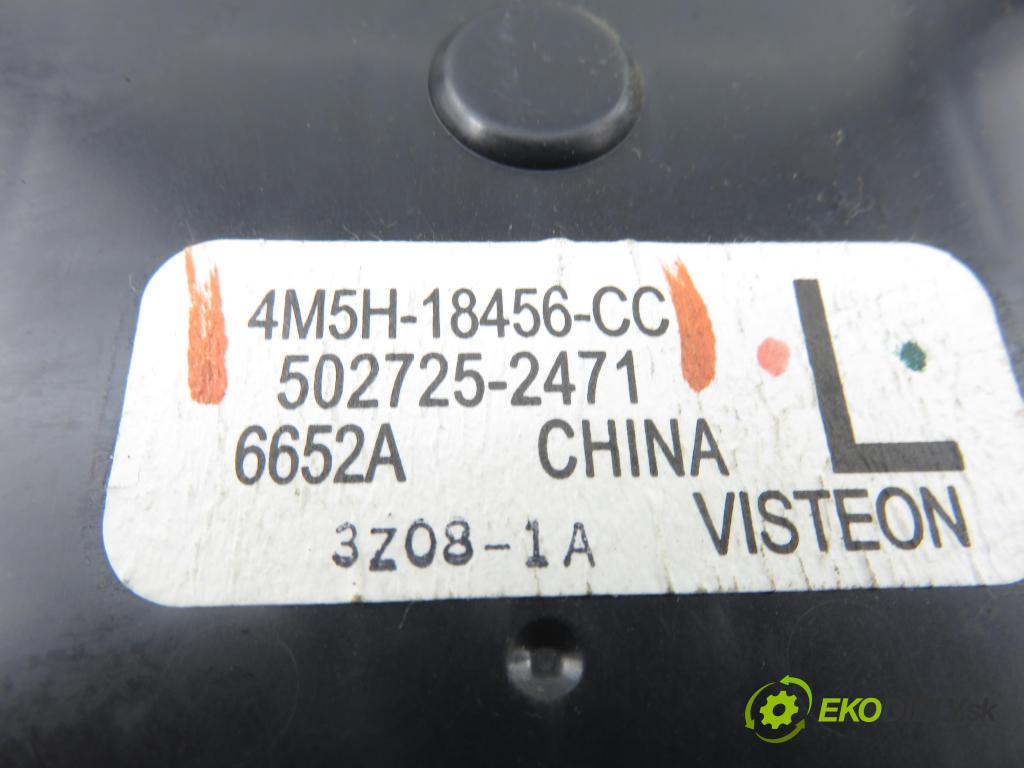 4M5H-18456-CC
502725-2471
6652A CHINA L
3Z08-1A VISTEON
EKO